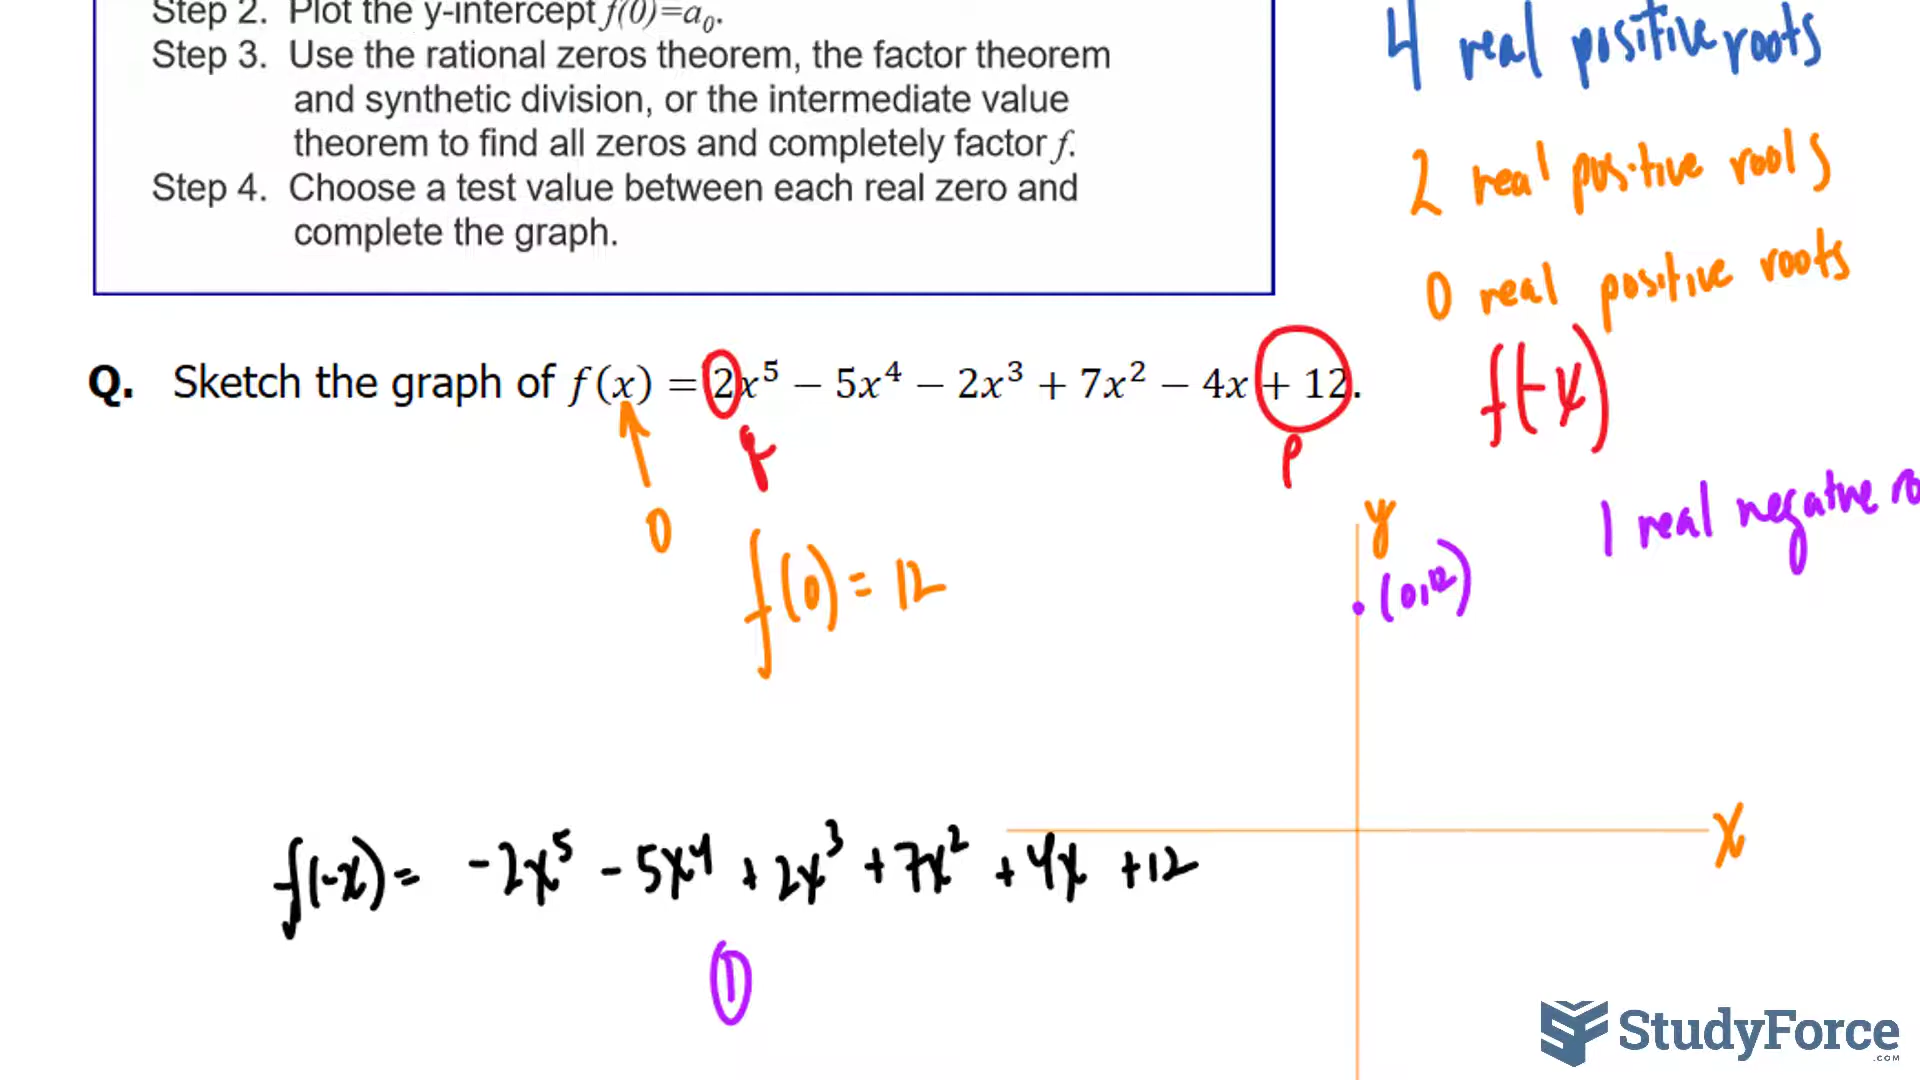 Step 2. Plot the y-intercept f(0)=a₀.
Step 3. Use the rational zeros theorem, the factor theorem
and synthetic division, or the intermediate value
theorem to find all zeros and completely factor f.
Step 4. Choose a test value between each real zero and
complete the graph.
4 real positive roots
2 real positive roots
0 real positive roots
Q. Sketch the graph of f(x) = 2x⁵ − 5x⁴ − 2x³ + 7x² − 4x + 12.
f(-x)
0
q
p
1 real negative ro
f(0) = 12
y
(0,12)
x
f(-x) = -2x⁵ - 5x⁴ + 2x³ + 7x² + 4x + 12
1
StudyForce
.COM